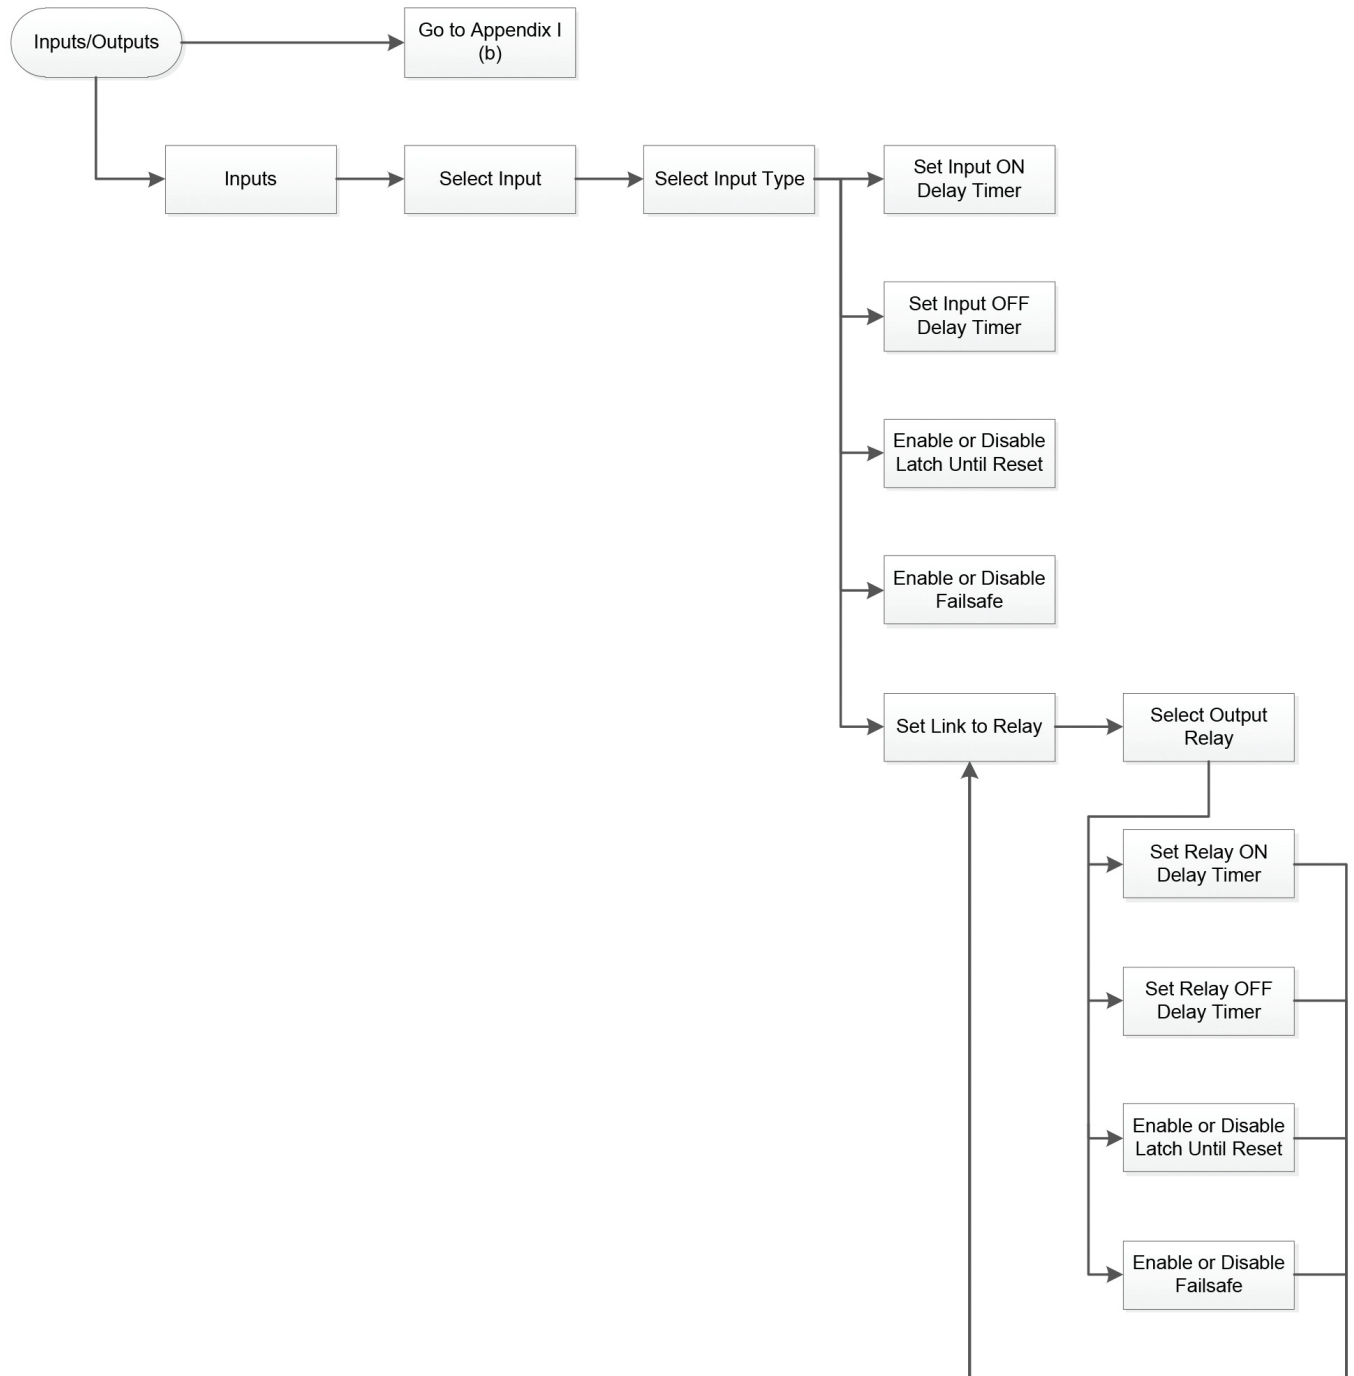 Inputs/Outputs
Go to Appendix I
(b)
Inputs
Select Input
Select Input Type
Set Input ON
Delay Timer
Set Input OFF
Delay Timer
Enable or Disable
Latch Until Reset
Enable or Disable
Failsafe
Set Link to Relay
Select Output
Relay
Set Relay ON
Delay Timer
Set Relay OFF
Delay Timer
Enable or Disable
Latch Until Reset
Enable or Disable
Failsafe